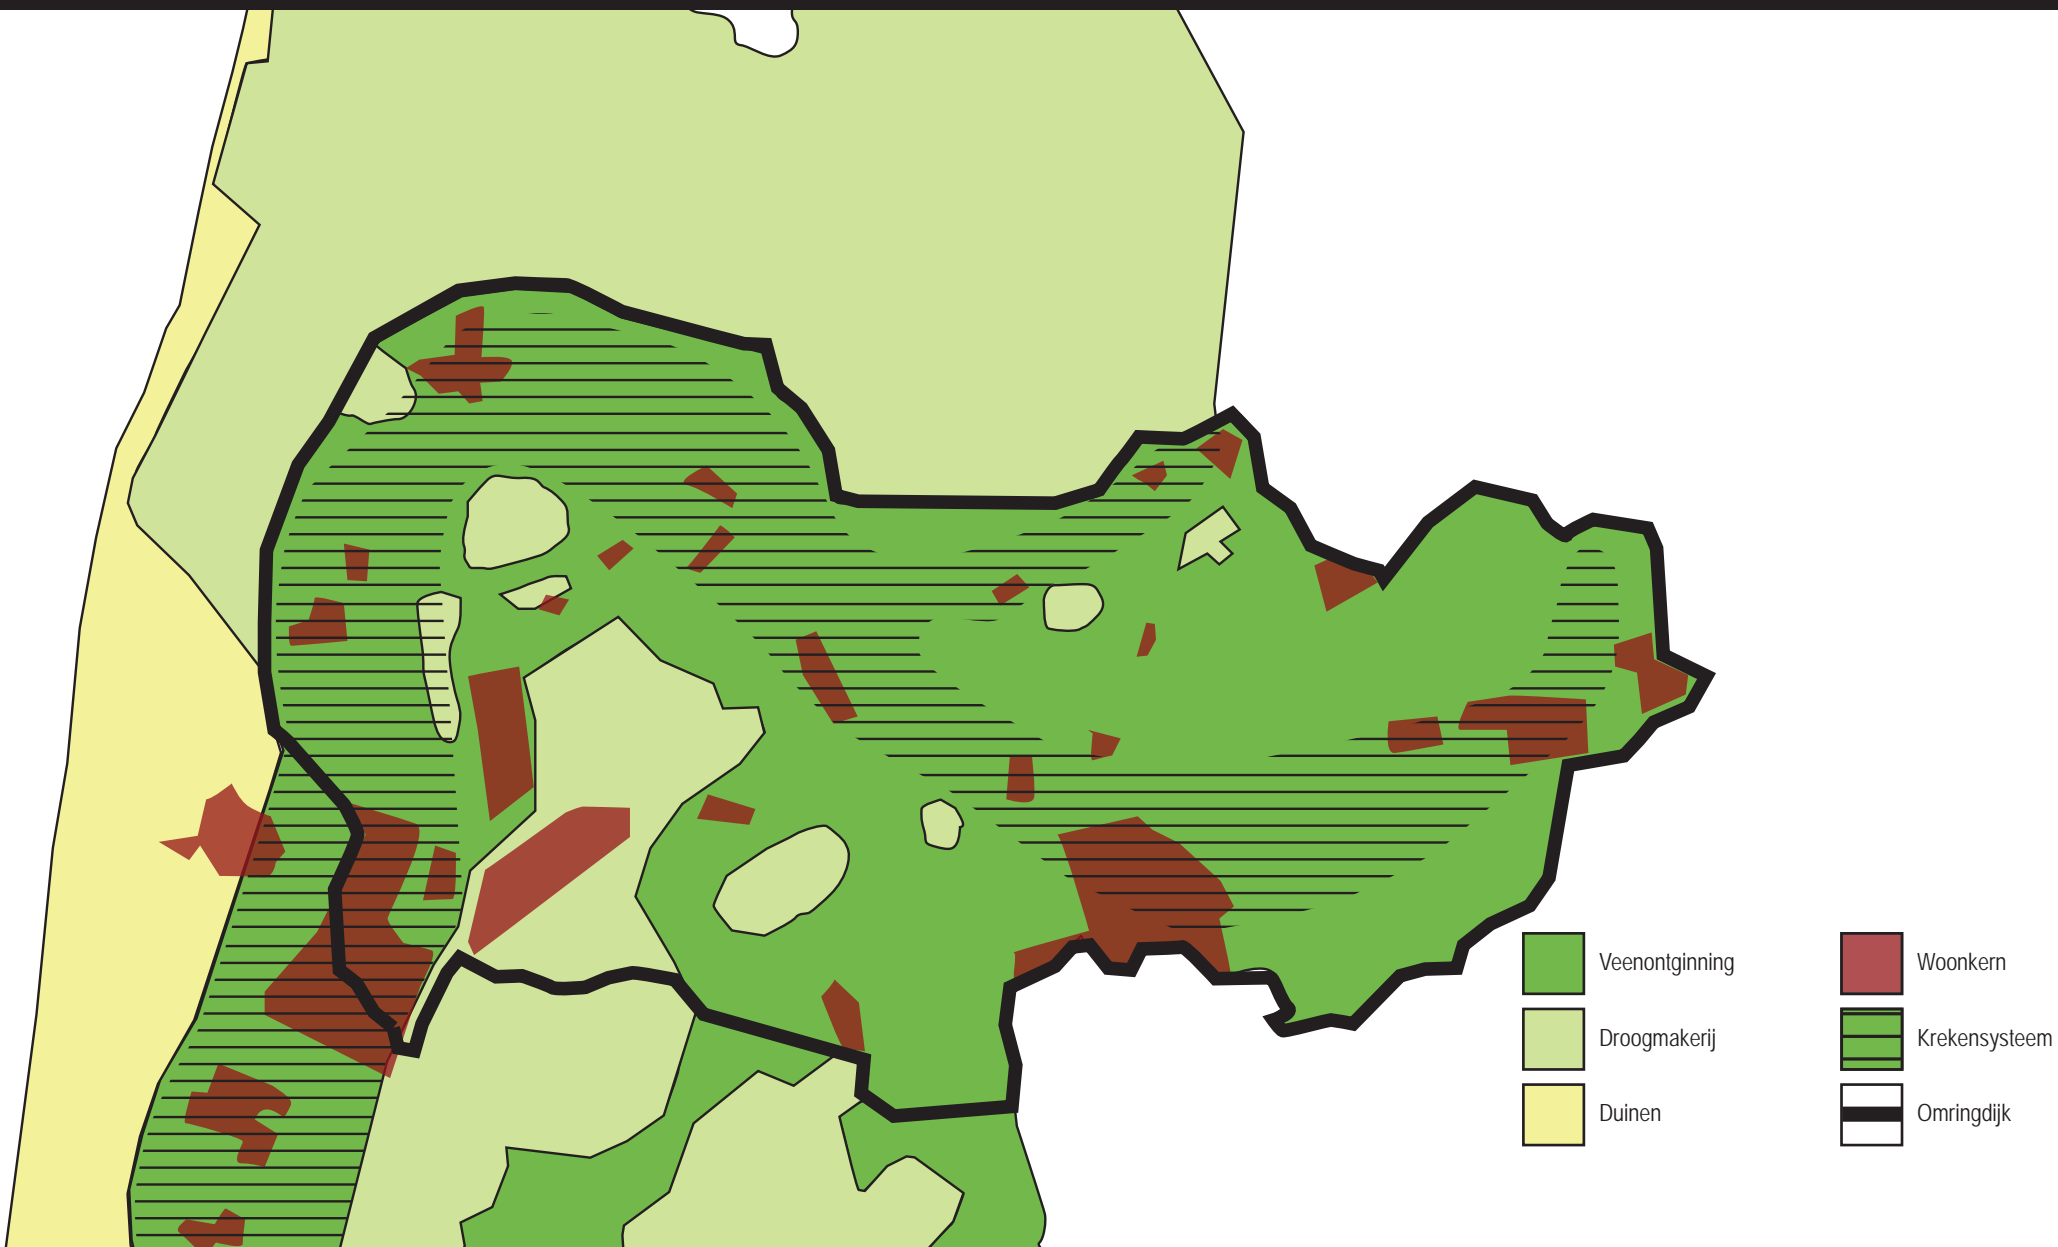 Veenontginning
Droogmakerij
Duinen
Woonkern
Krekensysteem
Omringdijk